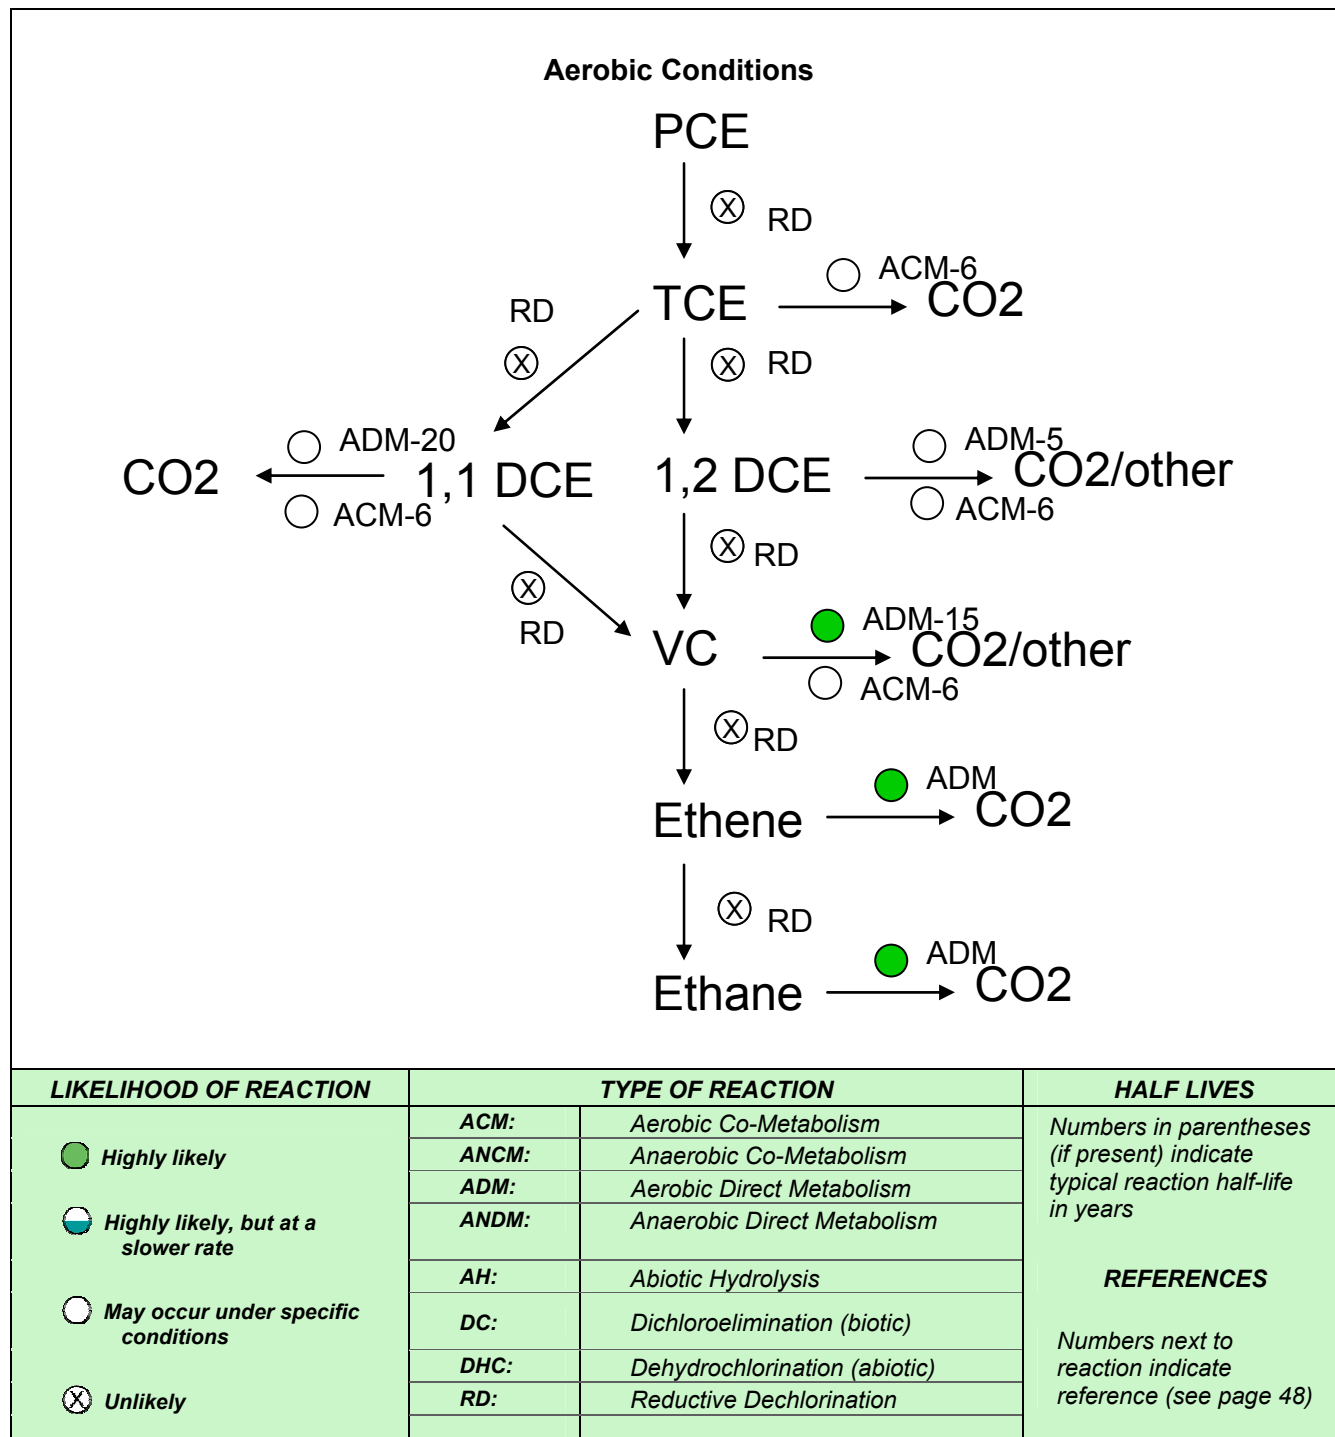 Aerobic Conditions
PCE
X RD
TCE
ACM-6
CO2
RD
X
X RD
CO2
ADM-20
ACM-6
1,1 DCE
1,2 DCE
ADM-5
ACM-6
CO2/other
X RD
X
RD
VC
ADM-15
ACM-6
CO2/other
X RD
Ethene
ADM
CO2
X RD
Ethane
ADM
CO2
LIKELIHOOD OF REACTION
Highly likely
Highly likely, but at a
slower rate
May occur under specific
conditions
X Unlikely
TYPE OF REACTION
ACM: Aerobic Co-Metabolism
ANCM: Anaerobic Co-Metabolism
ADM: Aerobic Direct Metabolism
ANDM: Anaerobic Direct Metabolism
AH: Abiotic Hydrolysis
DC: Dichloroelimination (biotic)
DHC: Dehydrochlorination (abiotic)
RD: Reductive Dechlorination
HALF LIVES
Numbers in parentheses
(if present) indicate
typical reaction half-life
in years
REFERENCES
Numbers next to
reaction indicate
reference (see page 48)